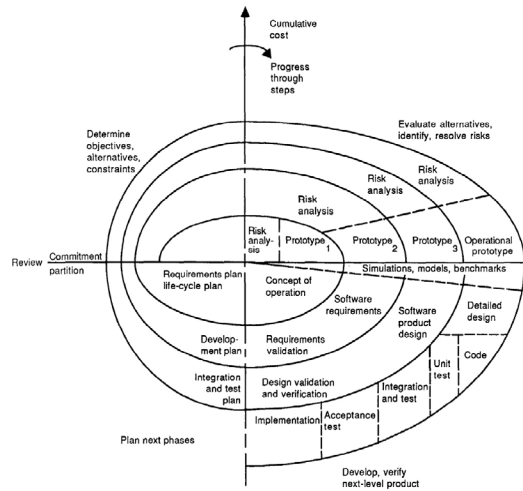 Cumulative
cost
Progress
through
steps
Evaluate alternatives,
identify, resolve risks
Determine
objectives,
alternatives,
constraints
Risk
analysis
Risk
analysis
Risk
analysis
Risk
analy-
sis
Prototype
1
Prototype
2
Prototype
3
Operational
prototype
Review
Commitment
partition
Simulations, models, benchmarks
Requirements plan
life-cycle plan
Concept of
operation
Software
requirements
Software
product
design
Detailed
design
Develop-
ment plan
Requirements
validation
Unit
test
Code
Integration
and test
plan
Design validation
and verification
Integration
and test
Acceptance
test
Implementation
Plan next phases
Develop, verify
next-level product